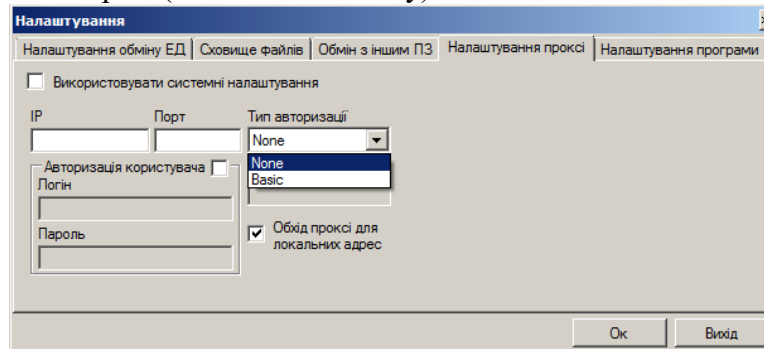 Налаштування
Налаштування обміну ЕД Сховище файлів Обмін з іншим ПЗ Налаштування проксі Налаштування програми
Використовувати системні налаштування
IP Порт Тип авторизації
None
None
Basic
Авторизація користувача
Логін
Пароль
Обхід проксі для
локальних адрес
Ок Вихід